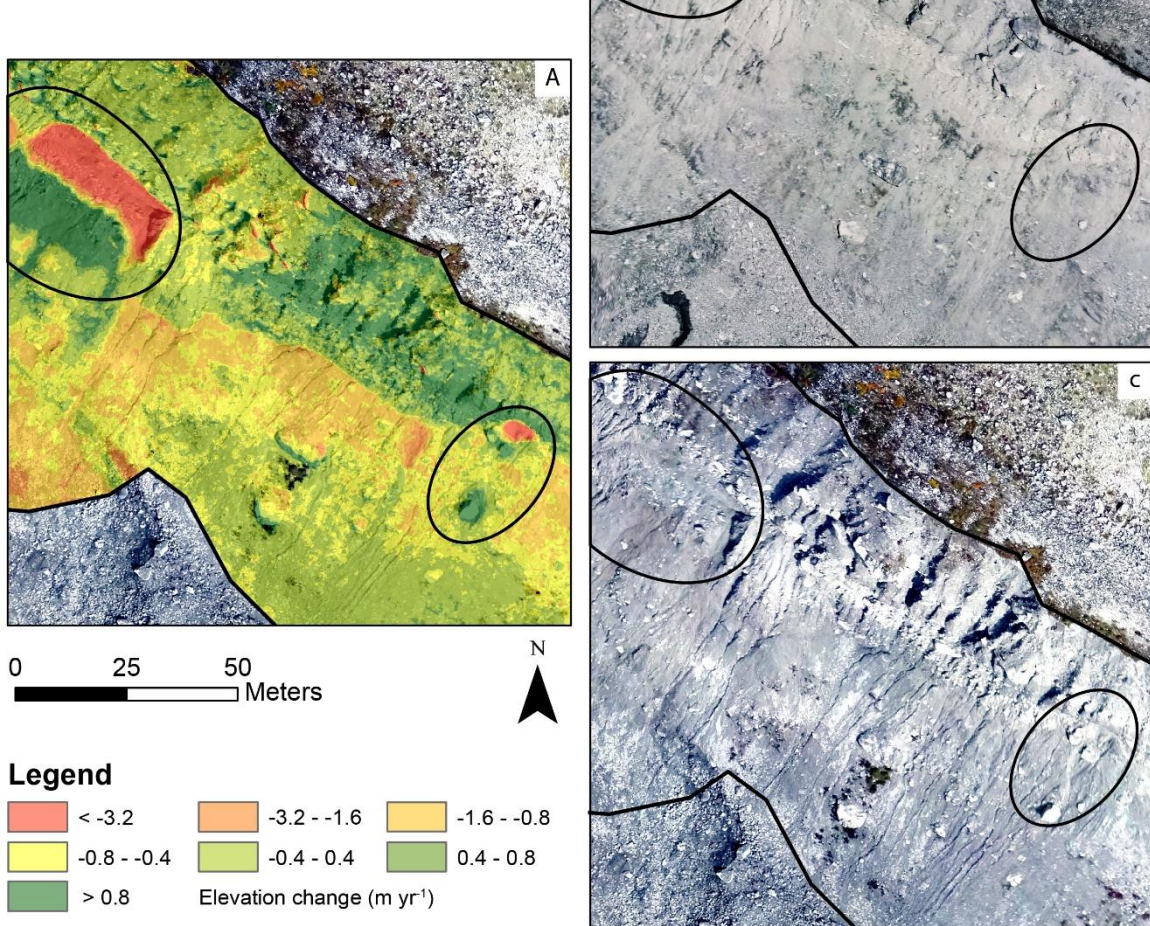 A
0 25 50
Meters
N
Legend
< -3.2 -3.2 - -1.6 -1.6 - -0.8
-0.8 - -0.4 -0.4 - 0.4 0.4 - 0.8
> 0.8 Elevation change (m yr-1)
C